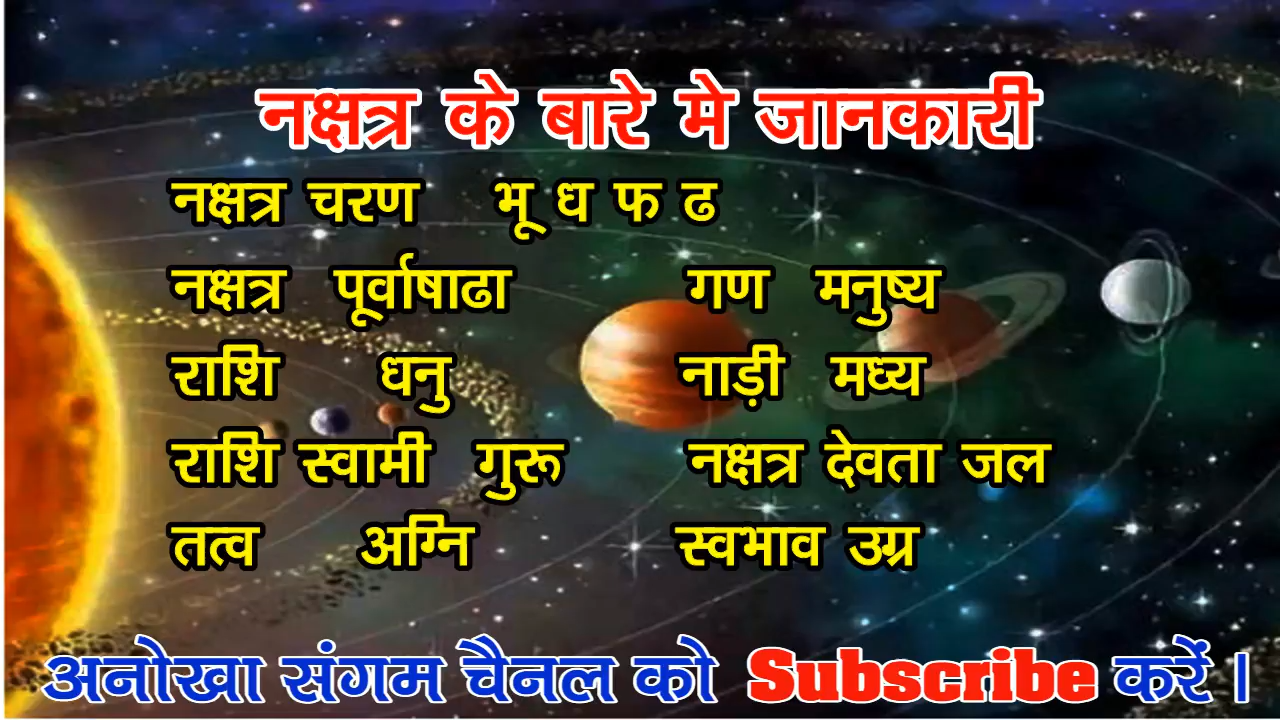 नक्षत्र के बारे मे जानकारी
नक्षत्र चरण भू ध फ ढ
नक्षत्र पूर्वाषाढा गण मनुष्य
राशि धनु नाड़ी मध्य
राशि स्वामी गुरू नक्षत्र देवता जल
तत्व अग्नि स्वभाव उग्र
अनोखा संगम चैनल को Subscribe करें ।